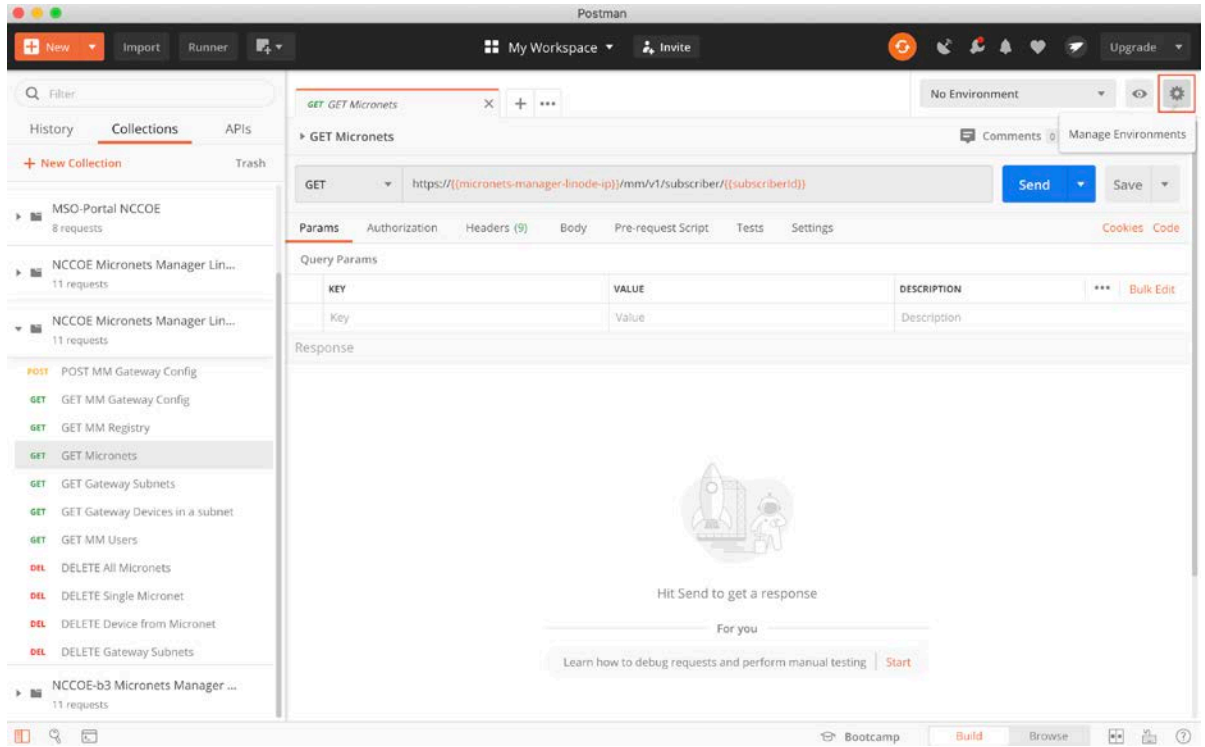 Postman
New Import Runner My Workspace Invite Upgrade
Filter
History Collections APIs
+ New Collection Trash
MSO-Portal NCCOE
8 requests
NCCOE Micronets Manager Lin...
11 requests
NCCOE Micronets Manager Lin...
11 requests
POST POST MM Gateway Config
GET GET MM Gateway Config
GET GET MM Registry
GET GET Micronets
GET GET Gateway Subnets
GET GET Gateway Devices in a subnet
GET GET MM Users
DEL DELETE All Micronets
DEL DELETE Single Micronet
DEL DELETE Device from Micronet
DEL DELETE Gateway Subnets
NCCOE-b3 Micronets Manager ...
11 requests
GET GET Micronets × + •••
No Environment
GET Micronets
Comments 0
Manage Environments
GET https://{{micronets-manager-linode-ip}}/mm/v1/subscriber/{{subscriberId}} Send Save
Params Authorization Headers (9) Body Pre-request Script Tests Settings Cookies Code
Query Params
KEY VALUE DESCRIPTION ••• Bulk Edit
Key Value Description
Response
Hit Send to get a response
For you
Learn how to debug requests and perform manual testing Start
Bootcamp Build Browse